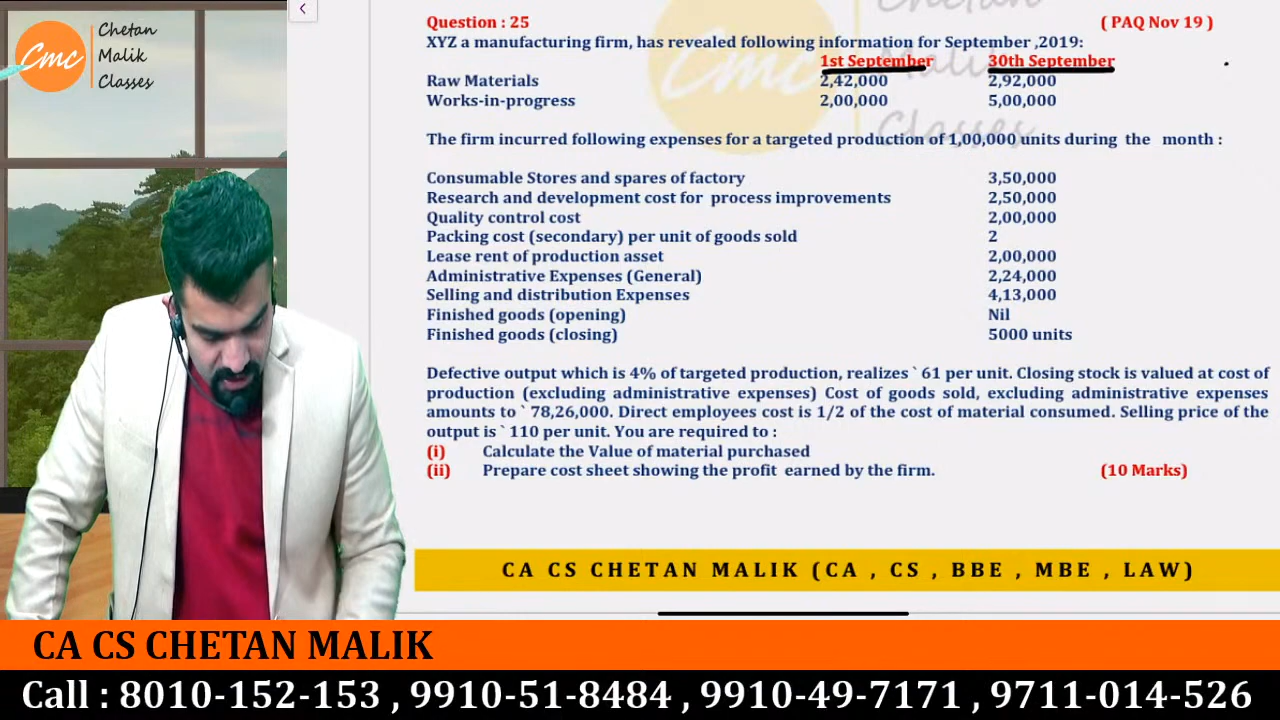 Cmc
Chetan
Malik
Classes
Question : 25 ( PAQ Nov 19 )
XYZ a manufacturing firm, has revealed following information for September ,2019:
1st September 30th September
Raw Materials 2,42,000 2,92,000
Works-in-progress 2,00,000 5,00,000
The firm incurred following expenses for a targeted production of 1,00,000 units during the month :
Consumable Stores and spares of factory 3,50,000
Research and development cost for process improvements 2,50,000
Quality control cost 2,00,000
Packing cost (secondary) per unit of goods sold 2
Lease rent of production asset 2,00,000
Administrative Expenses (General) 2,24,000
Selling and distribution Expenses 4,13,000
Finished goods (opening) Nil
Finished goods (closing) 5000 units
Defective output which is 4% of targeted production, realizes ` 61 per unit. Closing stock is valued at cost of
production (excluding administrative expenses) Cost of goods sold, excluding administrative expenses
amounts to ` 78,26,000. Direct employees cost is 1/2 of the cost of material consumed. Selling price of the
output is ` 110 per unit. You are required to :
(i) Calculate the Value of material purchased
(ii) Prepare cost sheet showing the profit earned by the firm. (10 Marks)
CA CS CHETAN MALIK (CA , CS , BBE , MBE , LAW)
CA CS CHETAN MALIK
Call : 8010-152-153 , 9910-51-8484 , 9910-49-7171 , 9711-014-526